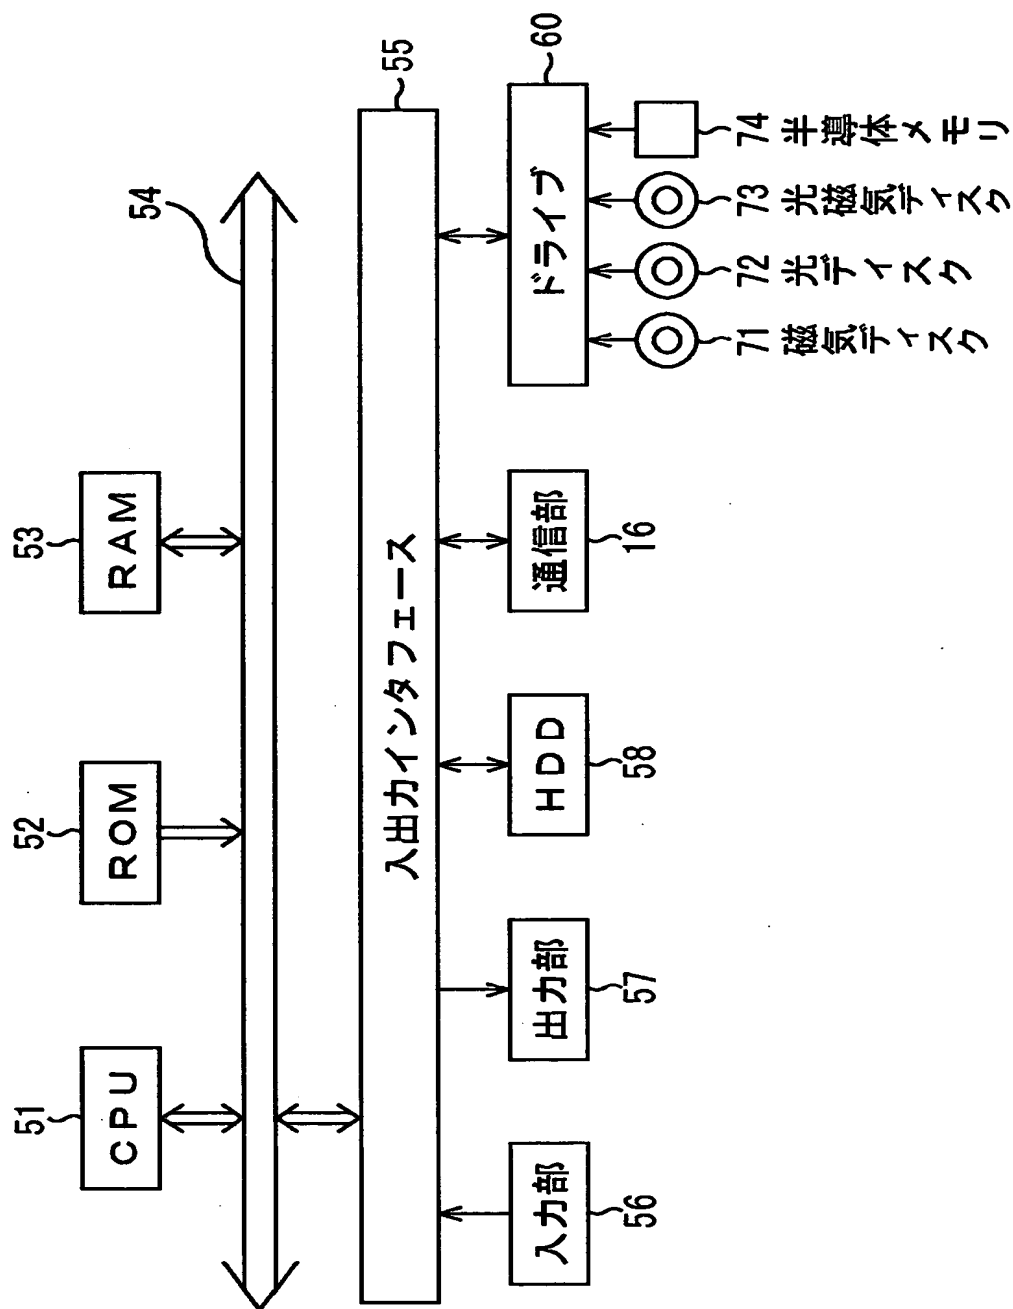 51
CPU
52
ROM
53
RAM
54
55
入出力インタフェース
56
入力部
57
出力部
58
HDD
16
通信部
60
ドライブ
71 磁気ディスク
72 光ディスク
73 光磁気ディスク
74 半導体メモリ